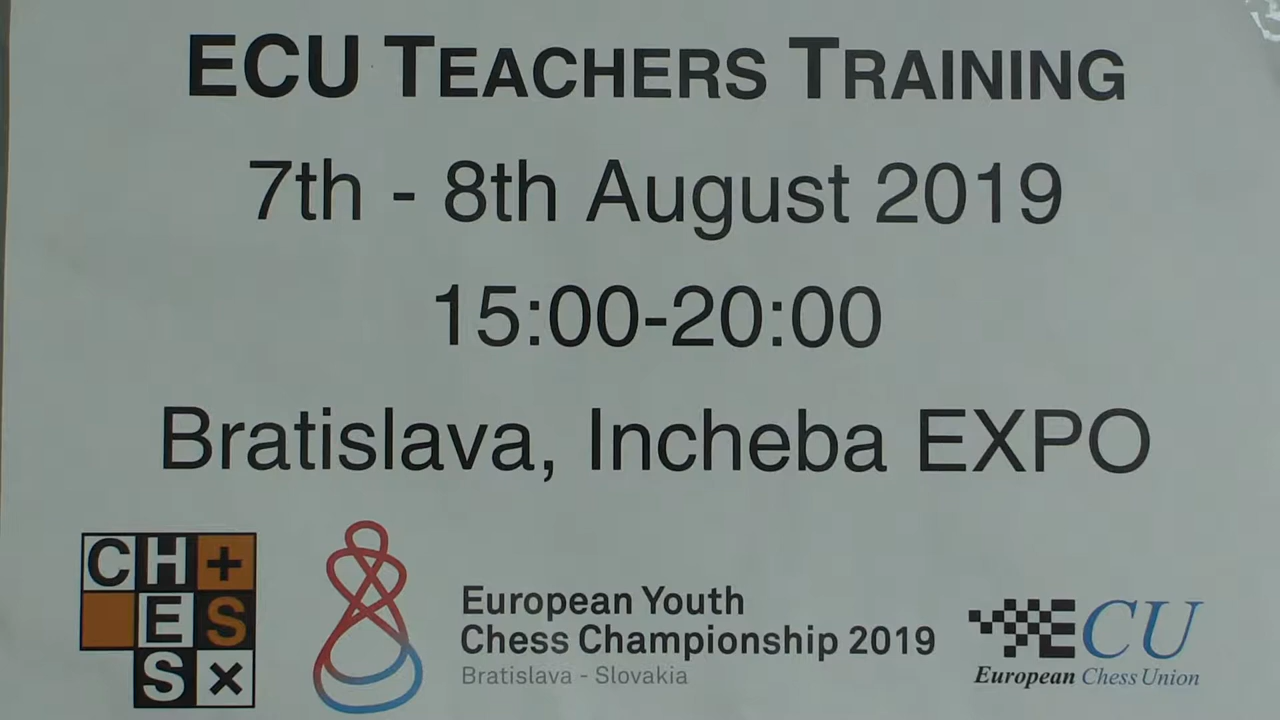 ECU TEACHERS TRAINING
7th - 8th August 2019
15:00-20:00
Bratislava, Incheba EXPO
CH+
ES
S×
European Youth
Chess Championship 2019
Bratislava - Slovakia
ECU
European Chess Union